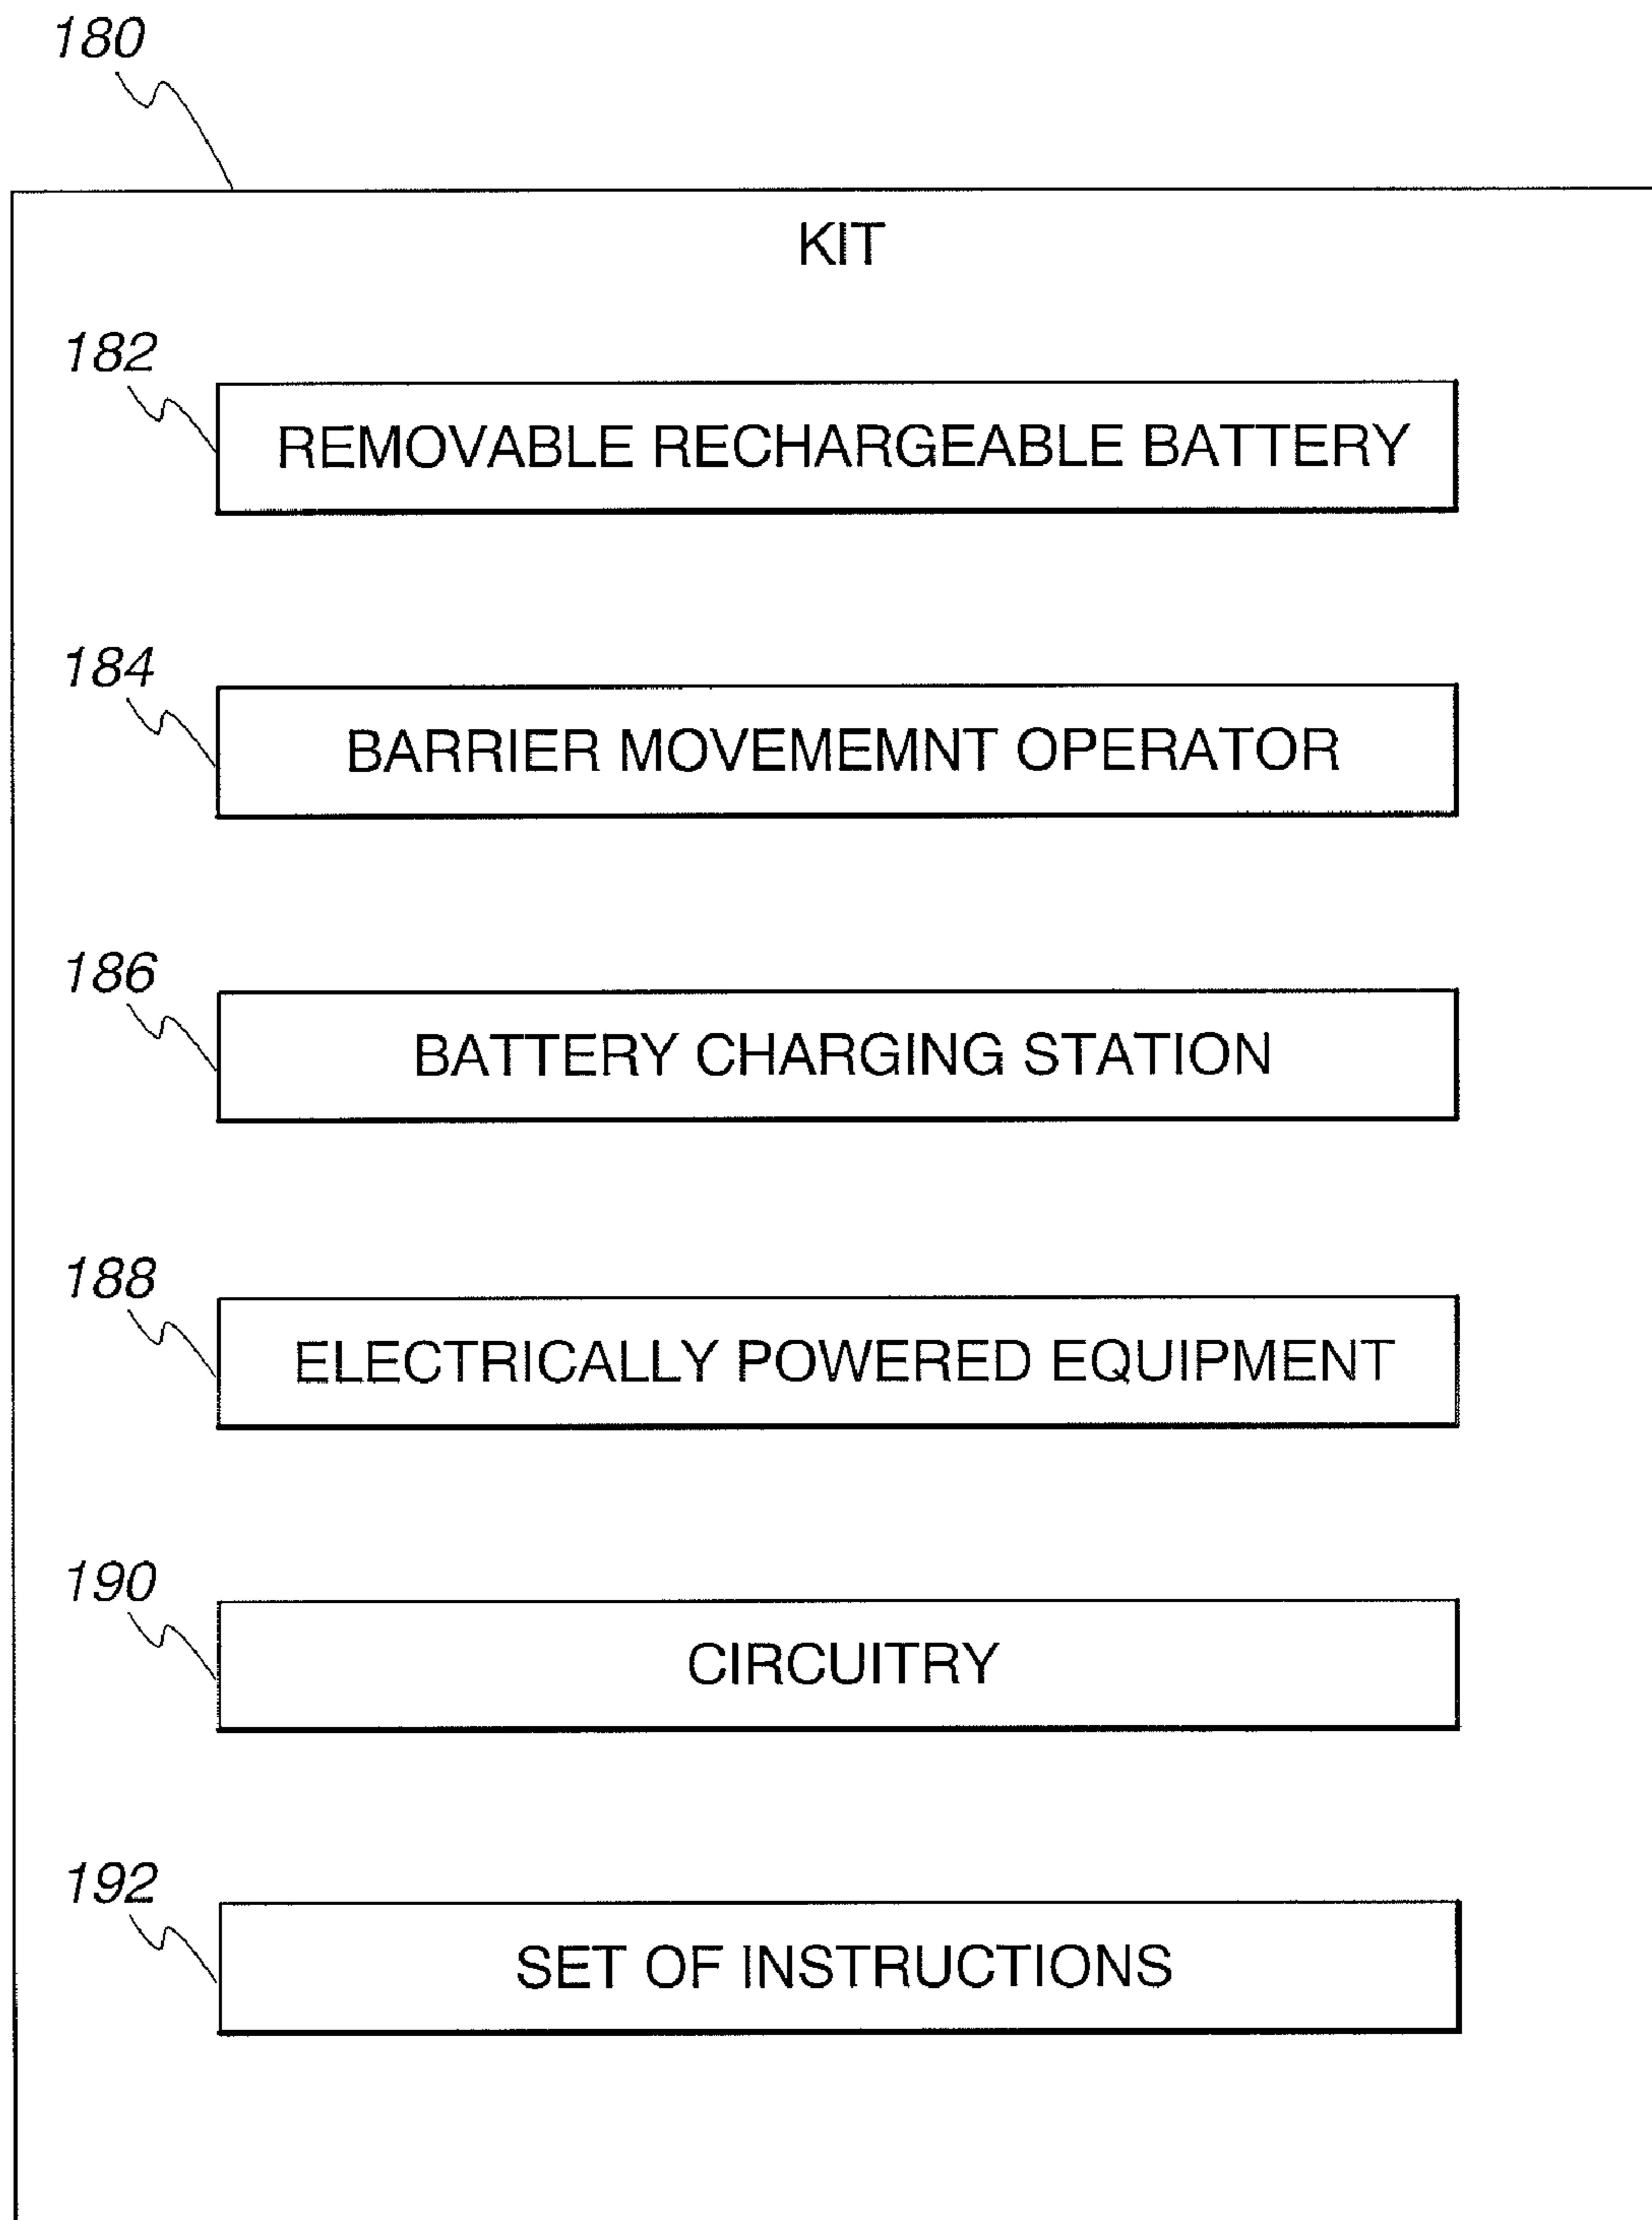 180
KIT
182
REMOVABLE RECHARGEABLE BATTERY
184
BARRIER MOVEMEMNT OPERATOR
186
BATTERY CHARGING STATION
188
ELECTRICALLY POWERED EQUIPMENT
190
CIRCUITRY
192
SET OF INSTRUCTIONS